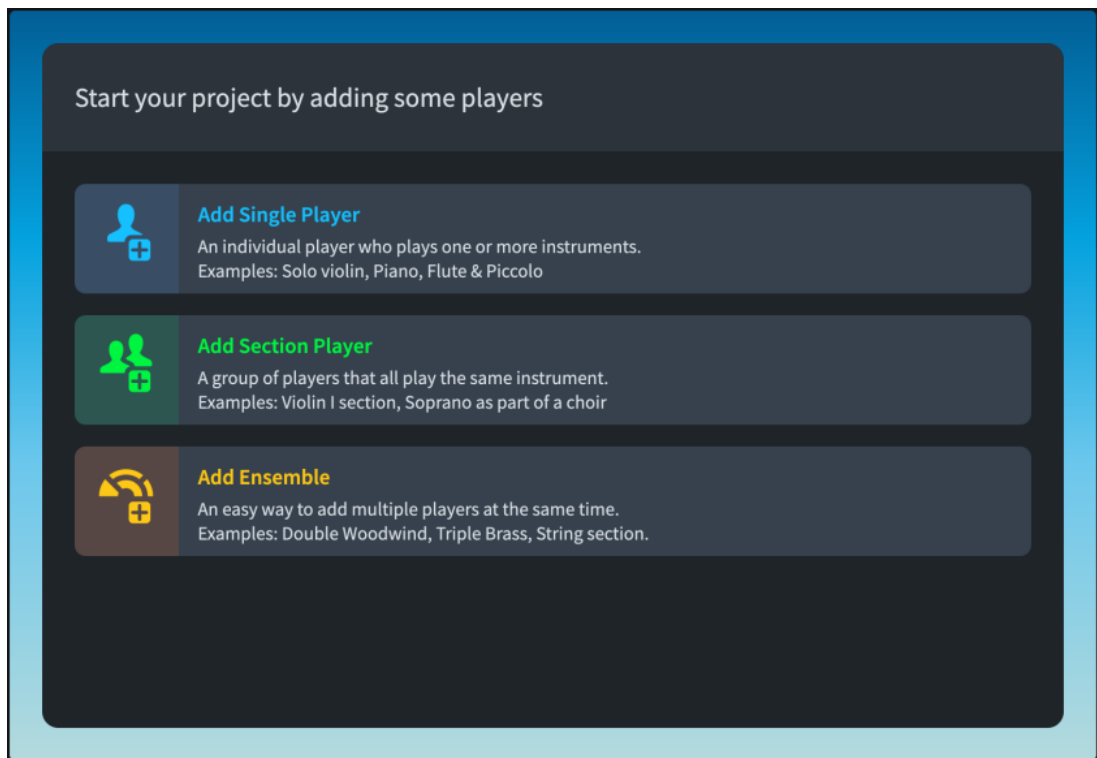 Start your project by adding some players
Add Single Player
An individual player who plays one or more instruments.
Examples: Solo violin, Piano, Flute & Piccolo
Add Section Player
A group of players that all play the same instrument.
Examples: Violin I section, Soprano as part of a choir
Add Ensemble
An easy way to add multiple players at the same time.
Examples: Double Woodwind, Triple Brass, String section.